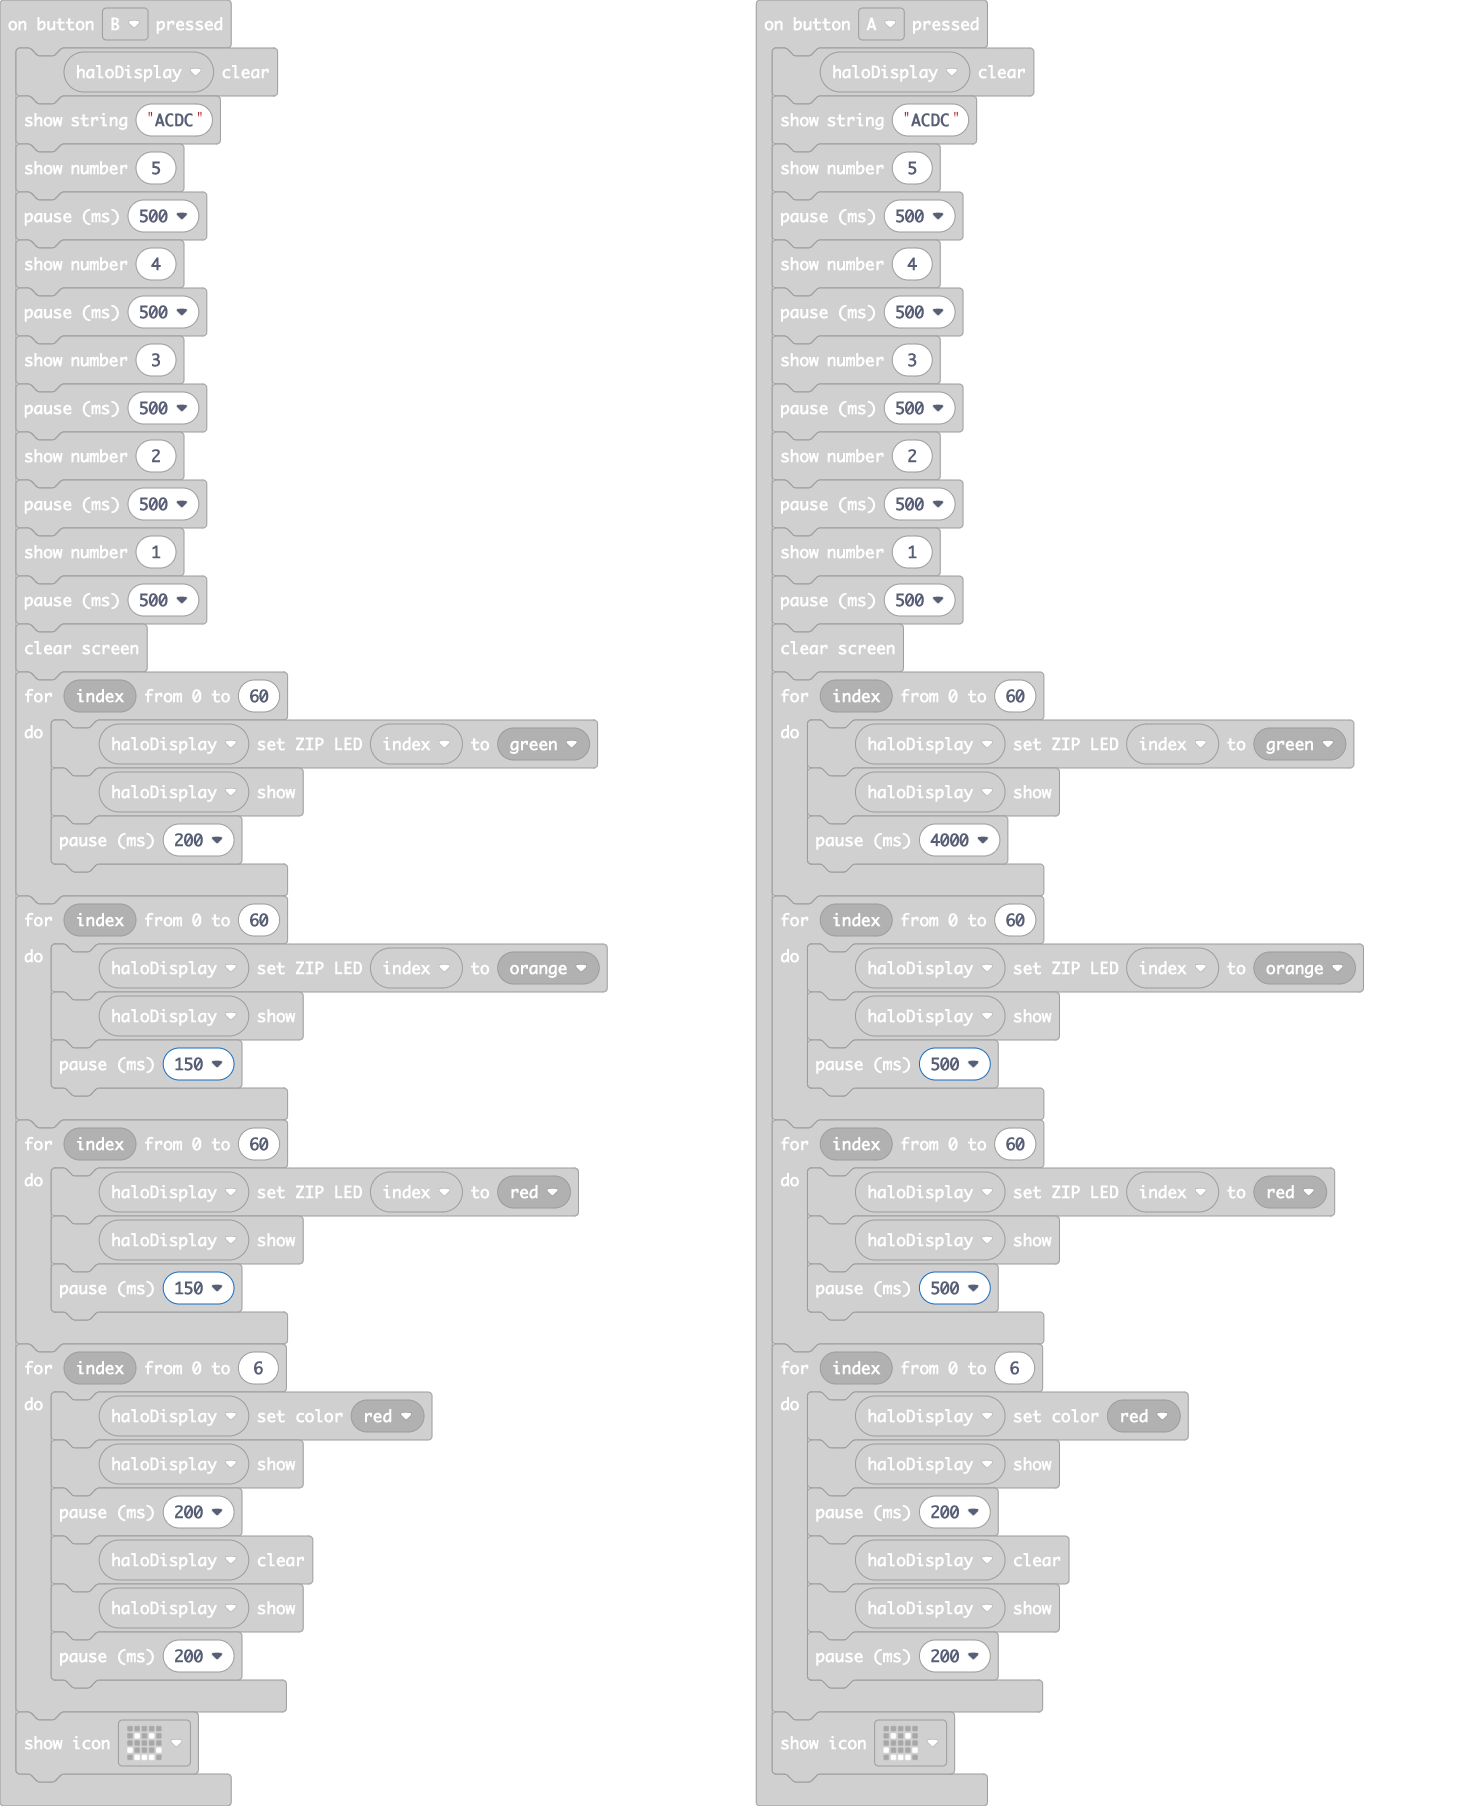 on button B pressed
haloDisplay clear
show string "ACDC"
show number 5
pause (ms) 500
show number 4
pause (ms) 500
show number 3
pause (ms) 500
show number 2
pause (ms) 500
show number 1
pause (ms) 500
clear screen
for index from 0 to 60
do
haloDisplay set ZIP LED index to green
haloDisplay show
pause (ms) 200
for index from 0 to 60
do
haloDisplay set ZIP LED index to orange
haloDisplay show
pause (ms) 150
for index from 0 to 60
do
haloDisplay set ZIP LED index to red
haloDisplay show
pause (ms) 150
for index from 0 to 6
do
haloDisplay set color red
haloDisplay show
pause (ms) 200
haloDisplay clear
haloDisplay show
pause (ms) 200
show icon
on button A pressed
haloDisplay clear
show string "ACDC"
show number 5
pause (ms) 500
show number 4
pause (ms) 500
show number 3
pause (ms) 500
show number 2
pause (ms) 500
show number 1
pause (ms) 500
clear screen
for index from 0 to 60
do
haloDisplay set ZIP LED index to green
haloDisplay show
pause (ms) 4000
for index from 0 to 60
do
haloDisplay set ZIP LED index to orange
haloDisplay show
pause (ms) 500
for index from 0 to 60
do
haloDisplay set ZIP LED index to red
haloDisplay show
pause (ms) 500
for index from 0 to 6
do
haloDisplay set color red
haloDisplay show
pause (ms) 200
haloDisplay clear
haloDisplay show
pause (ms) 200
show icon